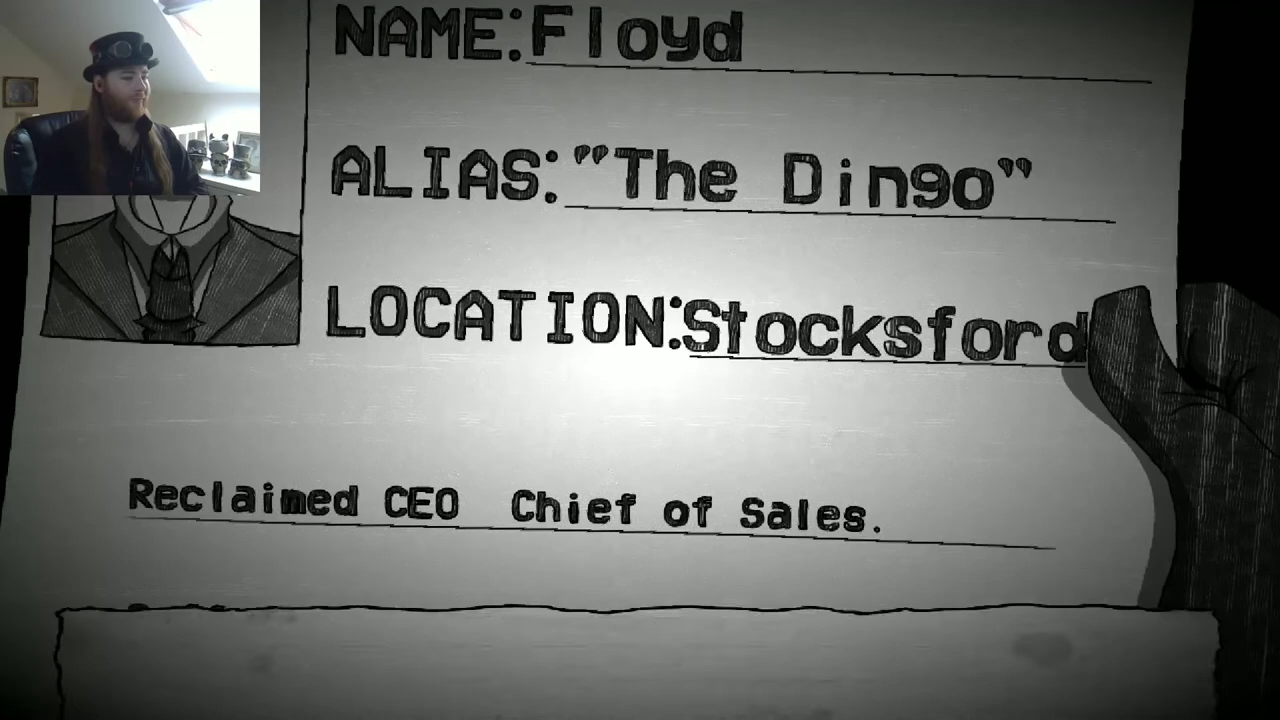 NAME: Floyd
ALIAS: "The Dingo"
LOCATION: Stocksford
Reclaimed CEO Chief of Sales.